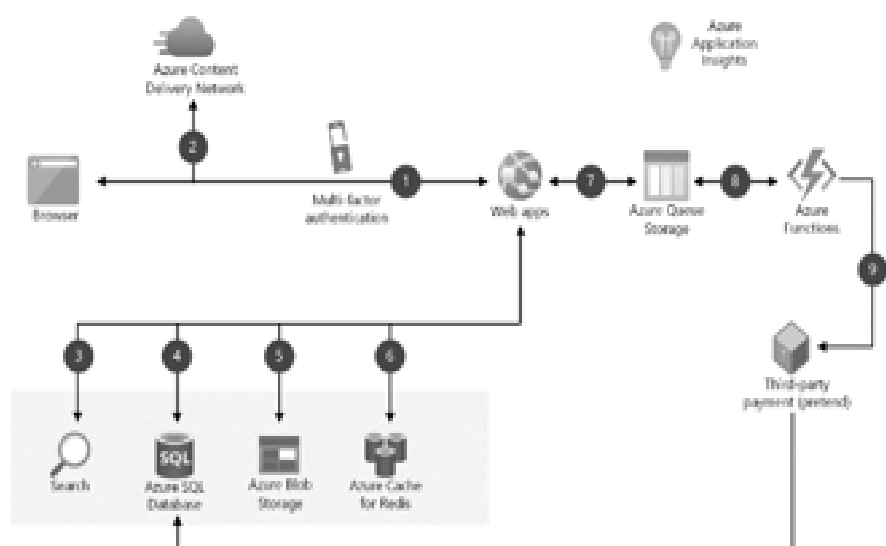 Azure Content
Delivery Network
Azure
Application
Insights
2
Browser
Multi-factor
authentication
1
Web apps
7
Azure Queue
Storage
8
Azure
Functions
9
3
4
5
6
Third-party
payment (pretend)
Search
SQL
Azure SQL
Database
Azure Blob
Storage
Azure Cache
for Redis